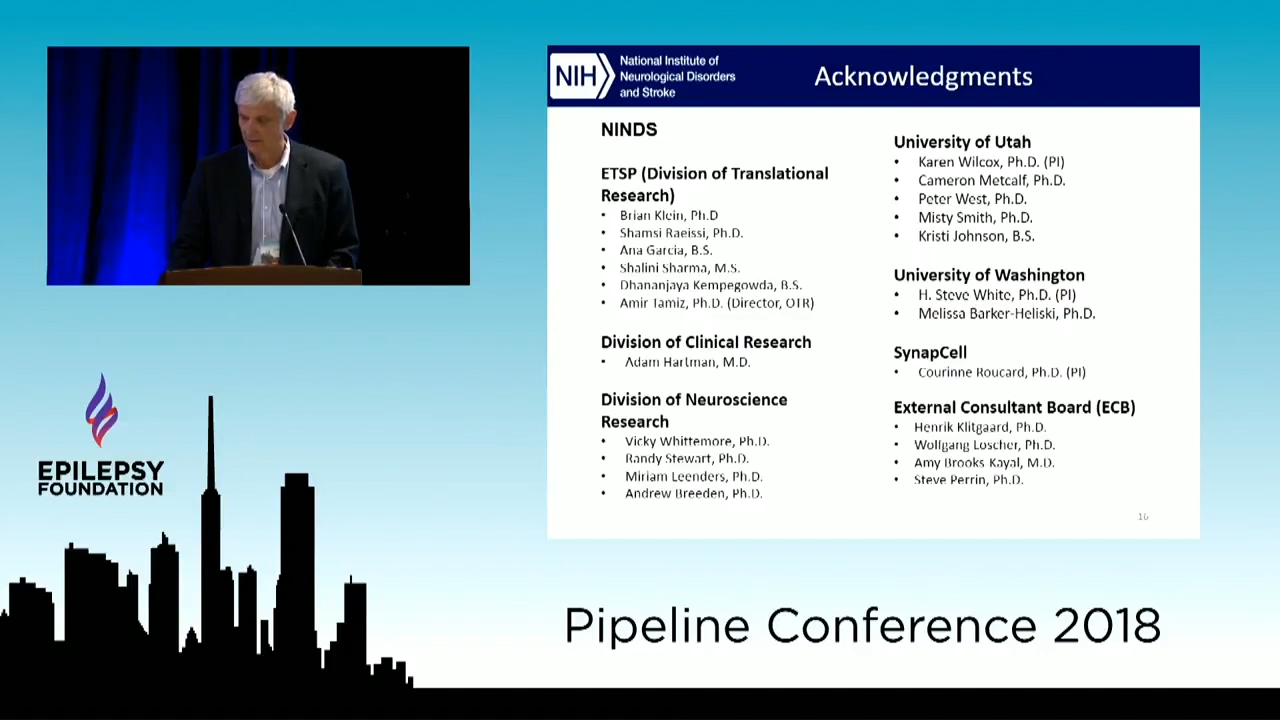 NIH
National Institute of
Neurological Disorders
and Stroke
Acknowledgments
NINDS
ETSP (Division of Translational
Research)
• Brian Klein, Ph.D
• Shamsi Raeissi, Ph.D.
• Ana Garcia, B.S.
• Shalini Sharma, M.S.
• Dhananjaya Kempegowda, B.S.
• Amir Tamiz, Ph.D. (Director, OTR)
Division of Clinical Research
• Adam Hartman, M.D.
Division of Neuroscience
Research
• Vicky Whittemore, Ph.D.
• Randy Stewart, Ph.D.
• Miriam Leenders, Ph.D.
• Andrew Breeden, Ph.D.
University of Utah
• Karen Wilcox, Ph.D. (PI)
• Cameron Metcalf, Ph.D.
• Peter West, Ph.D.
• Misty Smith, Ph.D.
• Kristi Johnson, B.S.
University of Washington
• H. Steve White, Ph.D. (PI)
• Melissa Barker-Heliski, Ph.D.
SynapCell
• Courinne Roucard, Ph.D. (PI)
External Consultant Board (ECB)
• Henrik Klitgaard, Ph.D.
• Wolfgang Loscher, Ph.D.
• Amy Brooks Kayal, M.D.
• Steve Perrin, Ph.D.
16
EPILEPSY
FOUNDATION
Pipeline Conference 2018